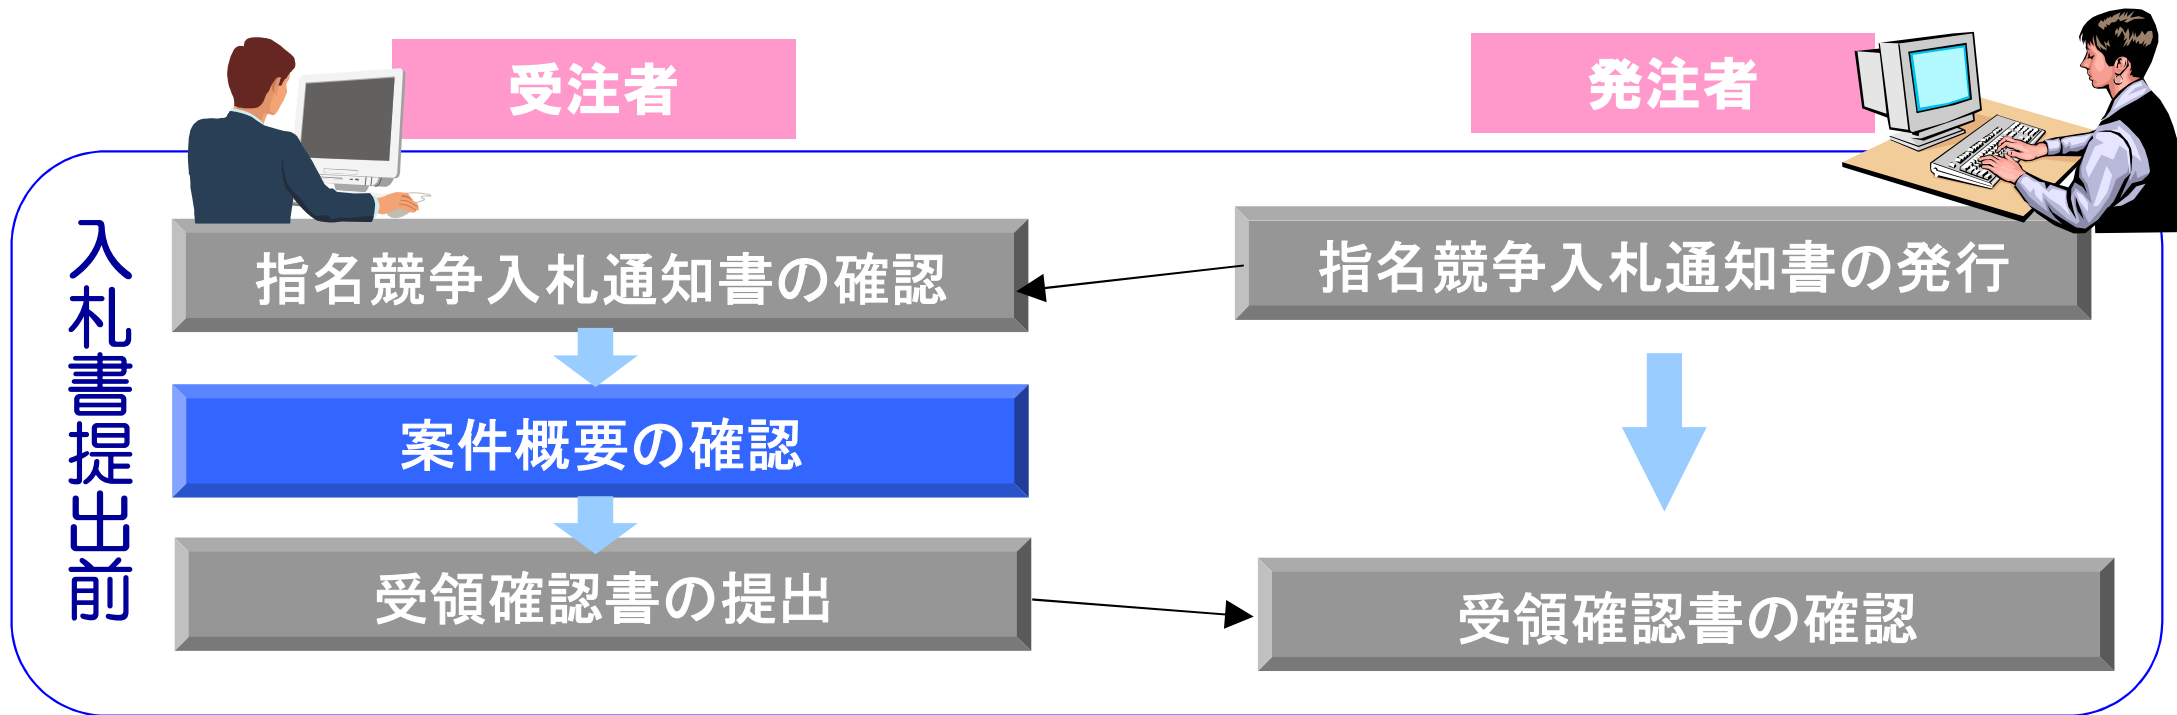 受注者
発注者
入札書提出前
指名競争入札通知書の確認
指名競争入札通知書の発行
案件概要の確認
受領確認書の提出
受領確認書の確認